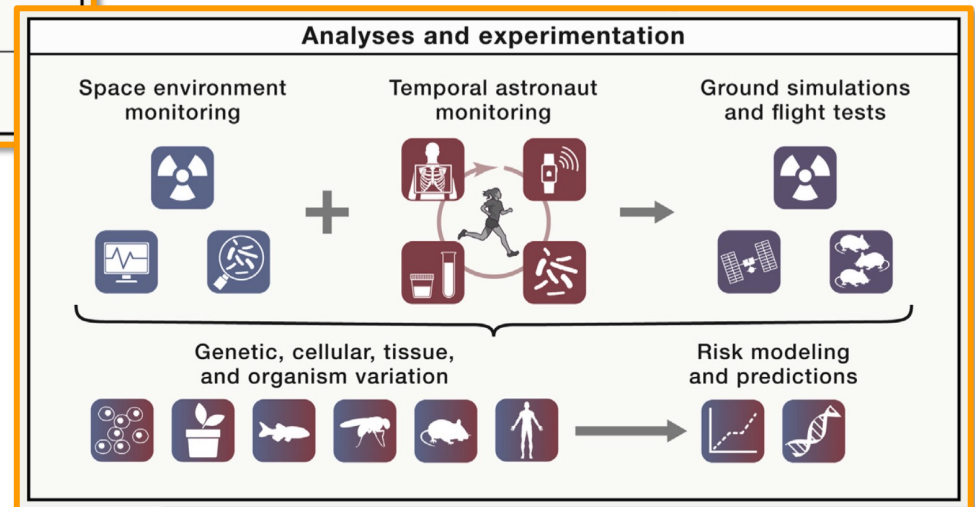 Analyses and experimentation
Space environment
monitoring
Temporal astronaut
monitoring
Ground simulations
and flight tests
Genetic, cellular, tissue,
and organism variation
Risk modeling
and predictions